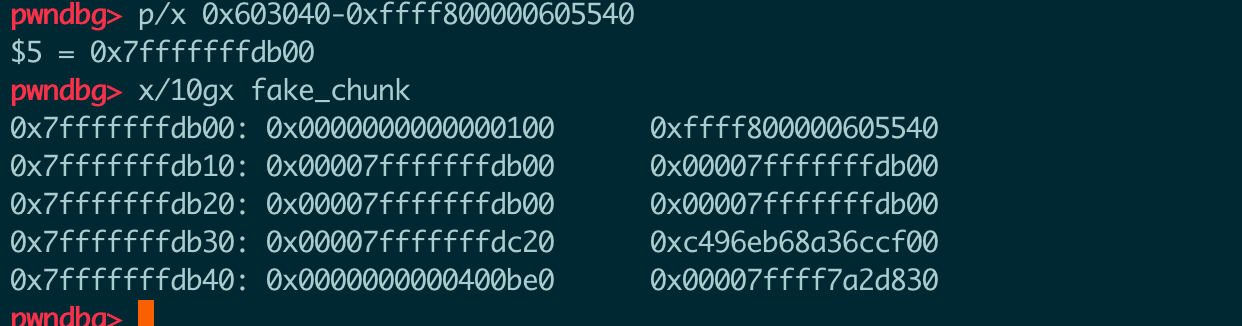 pwndbg> p/x 0x603040-0xffff800000605540
$5 = 0x7fffffffdb00
pwndbg> x/10gx fake_chunk
0x7fffffffdb00: 0x0000000000000100 0xffff800000605540
0x7fffffffdb10: 0x00007fffffffdb00 0x00007fffffffdb00
0x7fffffffdb20: 0x00007fffffffdb00 0x00007fffffffdb00
0x7fffffffdb30: 0x00007fffffffdc20 0xc496eb68a36ccf00
0x7fffffffdb40: 0x0000000000400be0 0x00007ffff7a2d830
pwndbg>